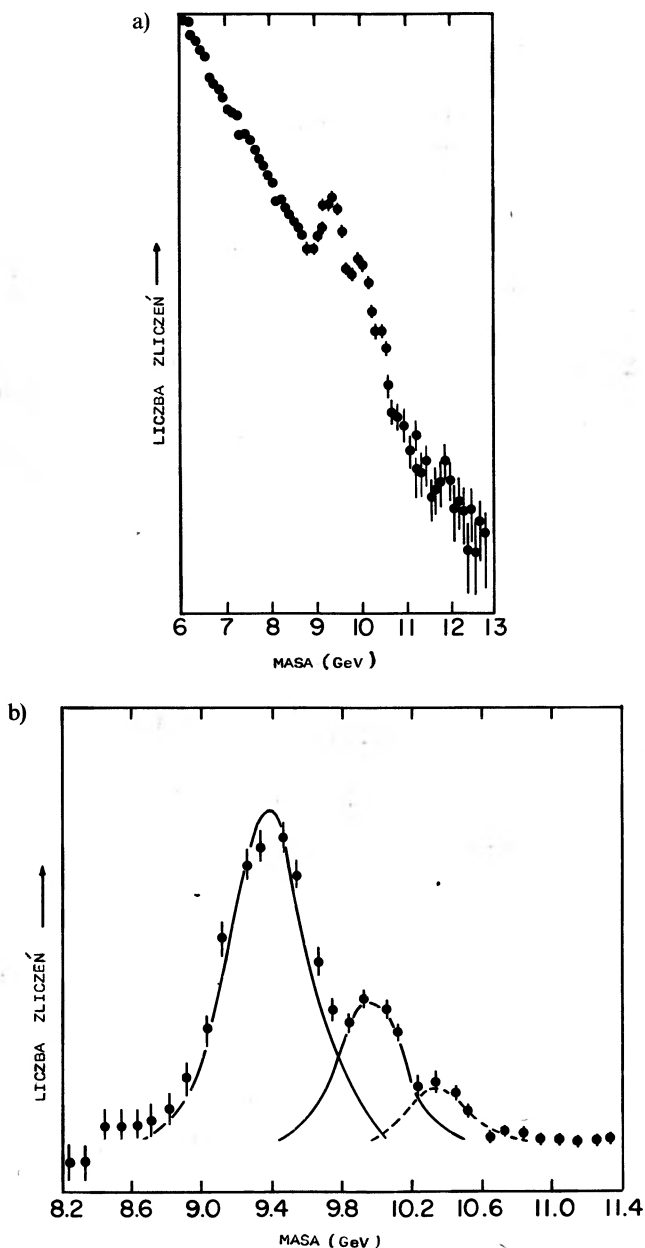 a)
LICZBA ZLICZEŃ
6 7 8 9 10 11 12 13
MASA (GeV)
b)
LICZBA ZLICZEŃ
8.2 8.6 9.0 9.4 9.8 10.2 10.6 11.0 11.4
MASA (GeV)